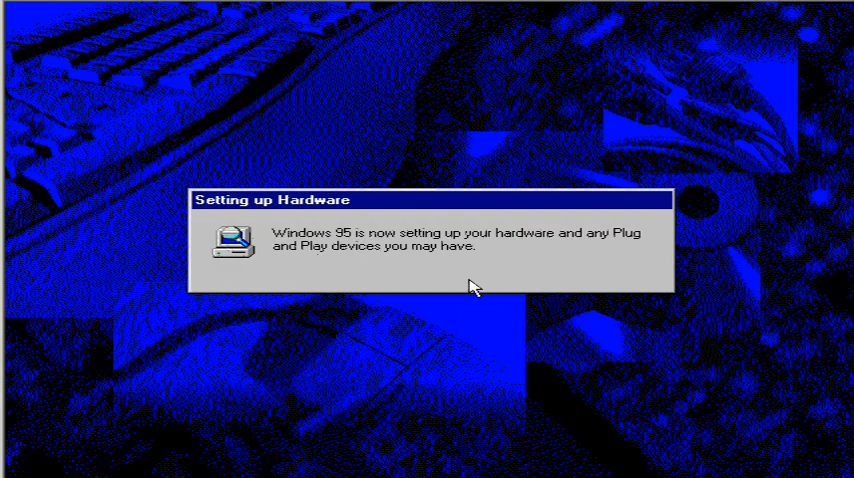 Setting up Hardware
Windows 95 is now setting up your hardware and any Plug
and Play devices you may have.